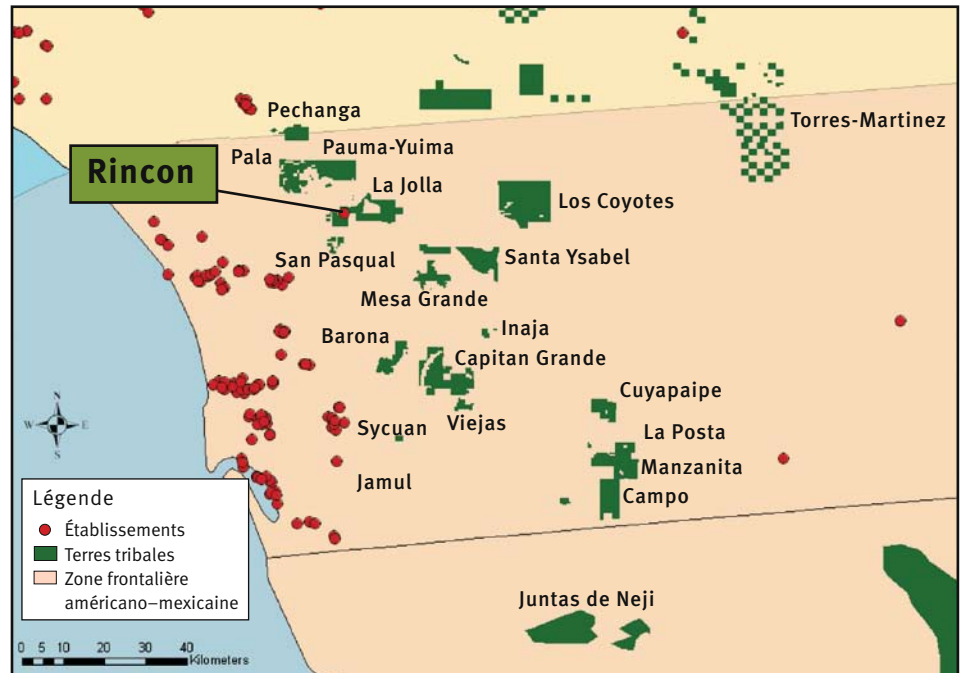 Pechanga
Torres-Martinez
Pala
Pauma-Yuima
Rincon
La Jolla
Los Coyotes
San Pasqual
Santa Ysabel
Mesa Grande
Inaja
Barona
Capitan Grande
Cuyapaipe
Viejas
Sycuan
La Posta
Manzanita
Jamul
Campo
N
W
E
S
Légende
Établissements
Terres tribales
Zone frontalière
américano–mexicaine
Juntas de Neji
0 5 10 20 30 40
Kilometers